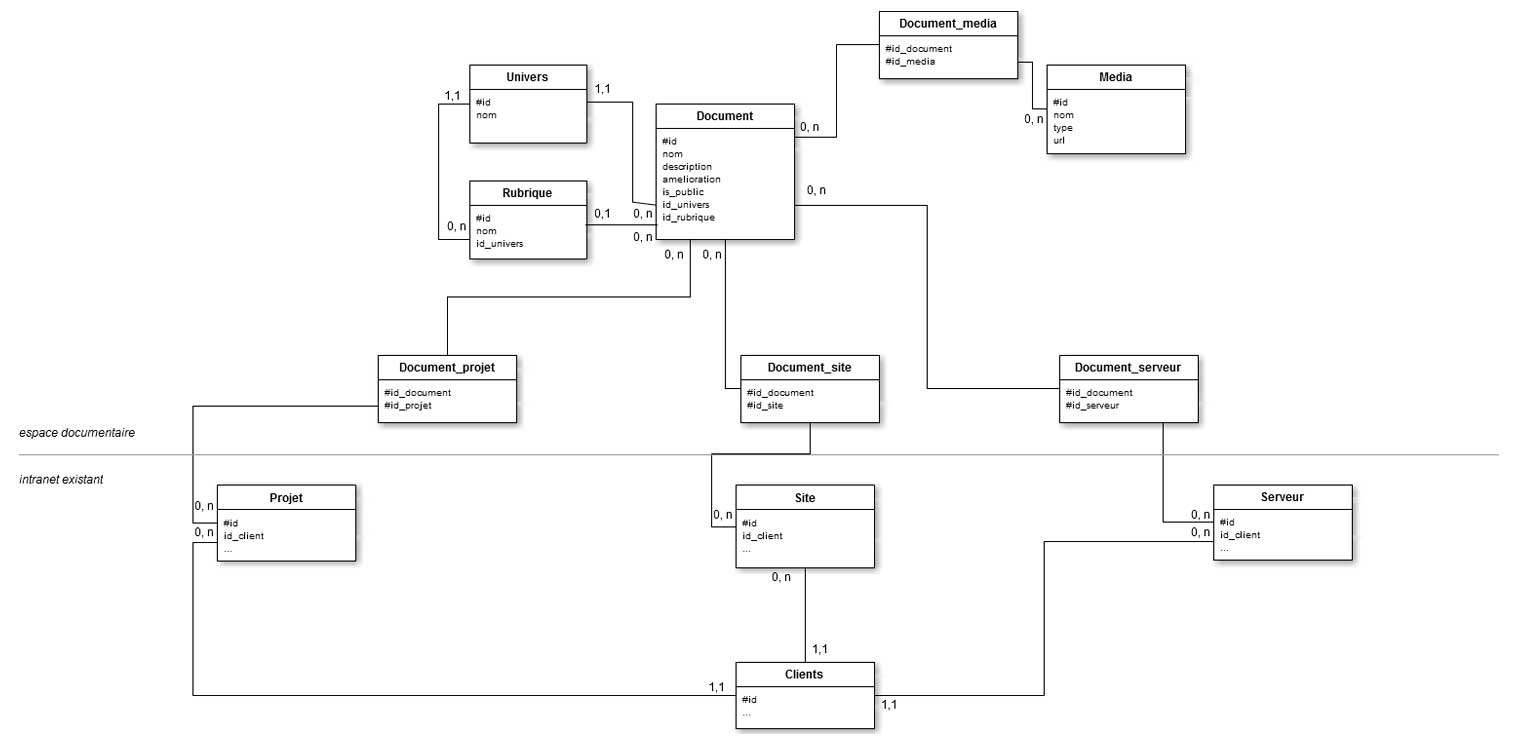 Document_media
#id_document
#id_media
Univers
#id
nom
1,1
1,1
Media
#id
nom
type
url
0, n
Document
#id
nom
description
amelioration
is_public
id_univers
id_rubrique
0, n
0, n
Rubrique
#id
nom
id_univers
0, n
0,1
0, n
0, n
0, n
0, n
Document_projet
#id_document
#id_projet
Document_site
#id_document
#id_site
Document_serveur
#id_document
#id_serveur
espace documentaire
intranet existant
Projet
#id
id_client
...
0, n
0, n
Site
#id
id_client
...
0, n
0, n
Serveur
#id
id_client
...
0, n
0, n
1,1
Clients
#id
...
1,1
1,1